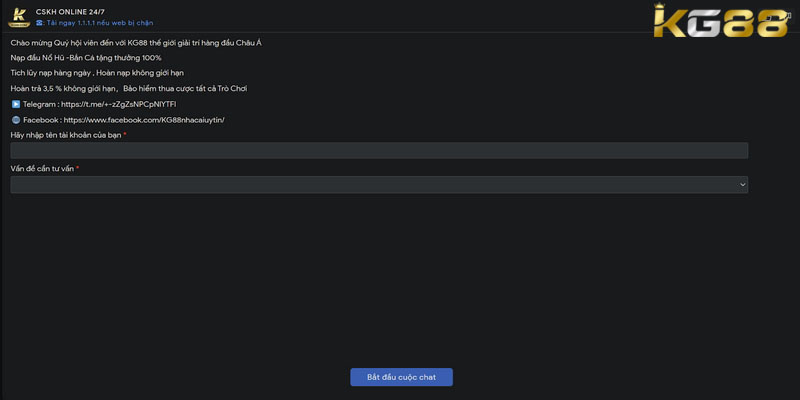 CSKH ONLINE 24/7
☎: Tải ngay 1.1.1.1 nếu web bị chặn
KG88
Chào mừng Quý hội viên đến với KG88 thế giới giải trí hàng đầu Châu Á
Nạp đầu Nổ Hũ -Bắn Cá tặng thưởng 100%
Tích lũy nạp hàng ngày , Hoàn nạp không giới hạn
Hoàn trả 3,5 % không giới hạn， Bảo hiểm thua cược tất cả Trò Chơi
▶ Telegram : https://t.me/+-zZgZsNPCpNlYTFl
🌐 Facebook : https://www.facebook.com/KG88nhacaiuytin/
Hãy nhập tên tài khoản của bạn *
Vấn đề cần tư vấn *
Bắt đầu cuộc chat